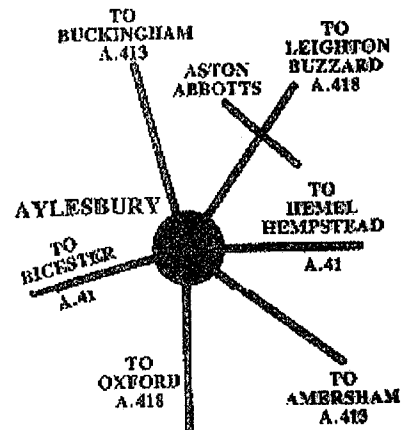 TO
BUCKINGHAM
A.413
TO
LEIGHTON
BUZZARD
A.418
ASTON
ABBOTTS
AYLESBURY
TO
HEMEL
HEMPSTEAD
A.41
TO
BICESTER
A.41
TO
OXFORD
A.418
TO
AMERSHAM
A.413